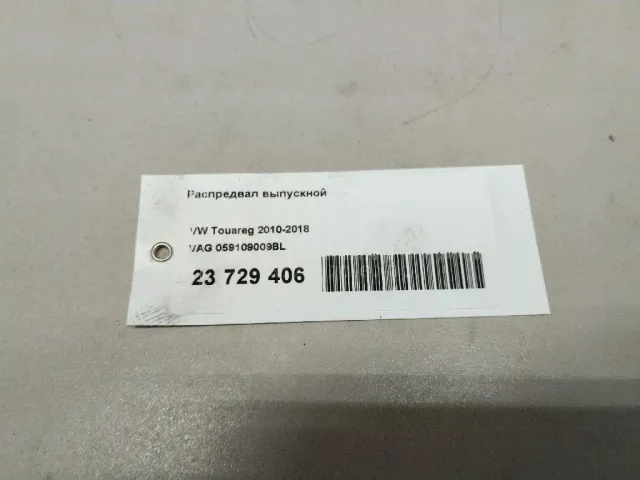 Распредвал выпускной
VW Touareg 2010-2018
VAG 059109009BL
23 729 406